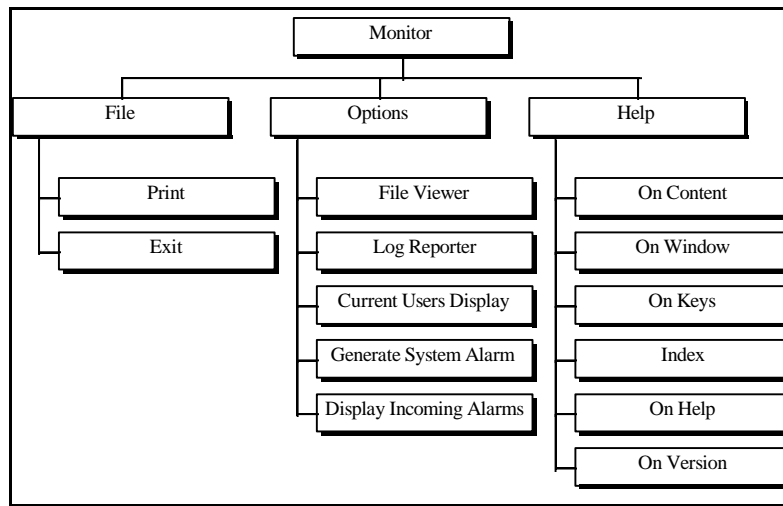 Monitor
File
Options
Help
Print
Exit
File Viewer
Log Reporter
Current Users Display
Generate System Alarm
Display Incoming Alarms
On Content
On Window
On Keys
Index
On Help
On Version